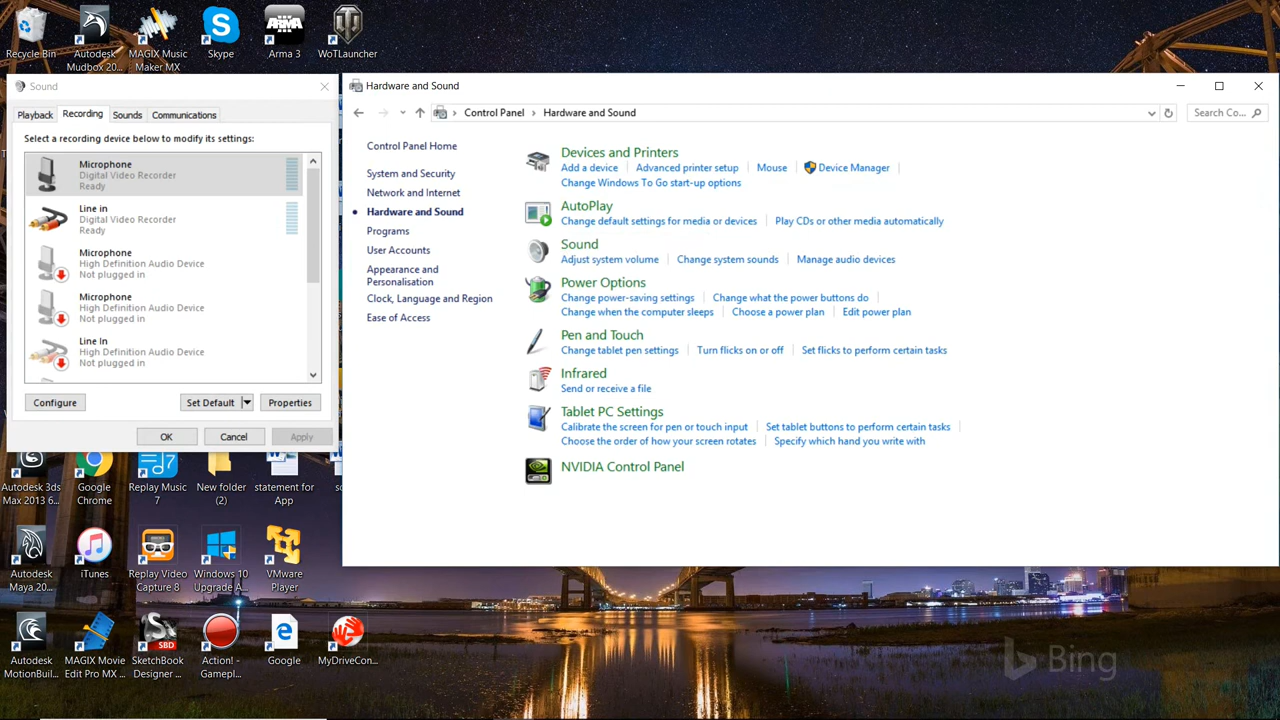 Recycle Bin
Autodesk
Mudbox 20...
MAGIX Music
Maker MX
Skype
Arma 3
WoTLauncher
Sound
Playback
Recording
Sounds
Communications
Select a recording device below to modify its settings:
Microphone
Digital Video Recorder
Ready
Line in
Digital Video Recorder
Ready
Microphone
High Definition Audio Device
Not plugged in
Microphone
High Definition Audio Device
Not plugged in
Line In
High Definition Audio Device
Not plugged in
Configure
Set Default
Properties
OK
Cancel
Apply
Hardware and Sound
Control Panel
Hardware and Sound
Search Co...
Control Panel Home
System and Security
Network and Internet
Hardware and Sound
Programs
User Accounts
Appearance and
Personalisation
Clock, Language and Region
Ease of Access
Devices and Printers
Add a device
Advanced printer setup
Mouse
Device Manager
Change Windows To Go start-up options
AutoPlay
Change default settings for media or devices
Play CDs or other media automatically
Sound
Adjust system volume
Change system sounds
Manage audio devices
Power Options
Change power-saving settings
Change what the power buttons do
Change when the computer sleeps
Choose a power plan
Edit power plan
Pen and Touch
Change tablet pen settings
Turn flicks on or off
Set flicks to perform certain tasks
Infrared
Send or receive a file
Tablet PC Settings
Calibrate the screen for pen or touch input
Set tablet buttons to perform certain tasks
Choose the order of how your screen rotates
Specify which hand you write with
NVIDIA Control Panel
Autodesk 3ds
Max 2013 6...
Google
Chrome
Replay Music
7
New folder
(2)
statement for
App
Autodesk
Maya 20...
iTunes
Replay Video
Capture 8
Windows 10
Upgrade A...
VMware
Player
Autodesk
MotionBuil...
MAGIX Movie
Edit Pro MX ...
SketchBook
Designer ...
Action! -
Gamepl...
Google
MyDriveCon...
Bing